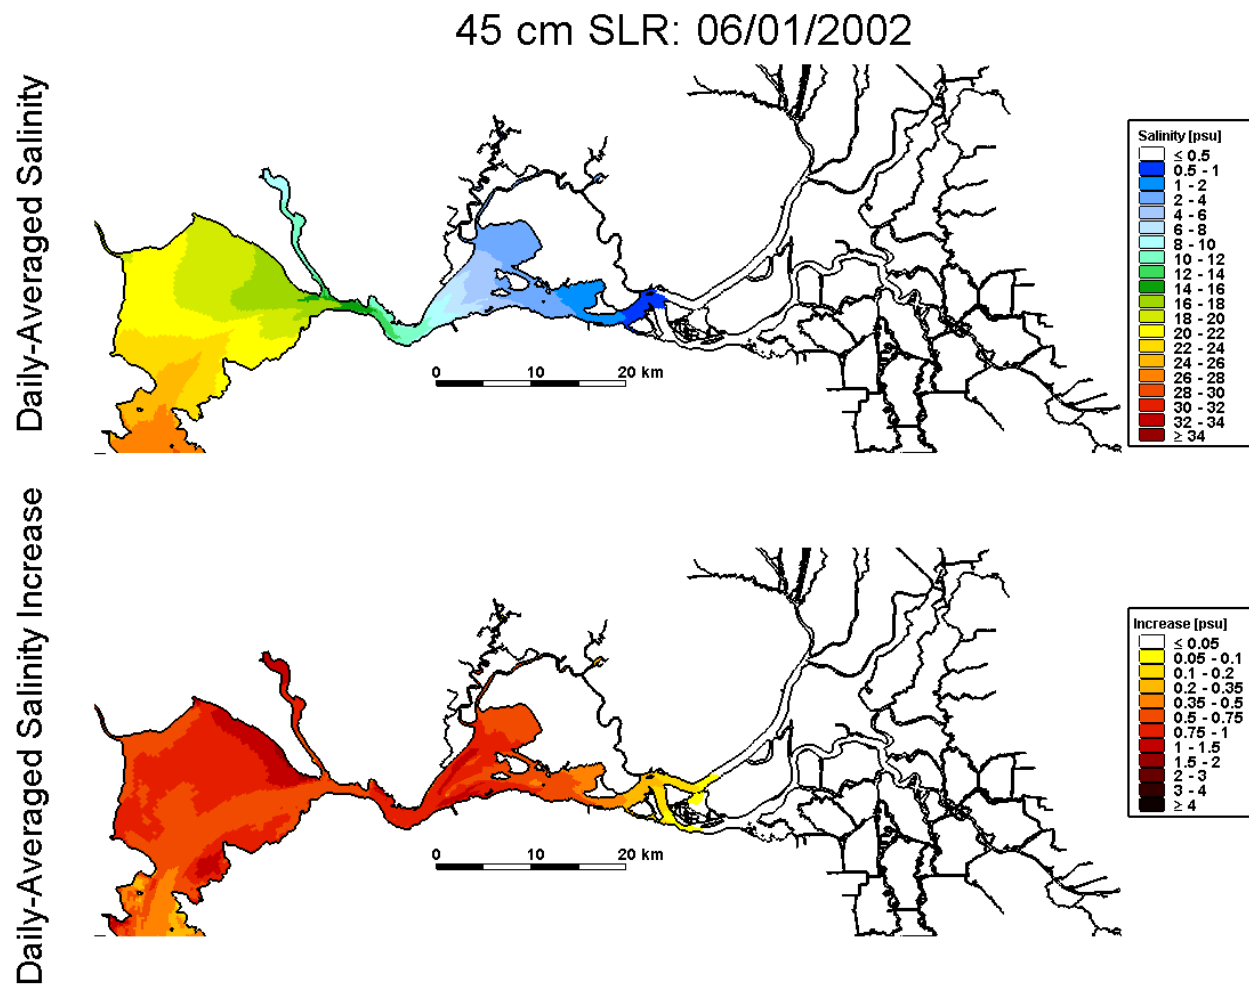 45 cm SLR: 06/01/2002
Daily-Averaged Salinity
Salinity [psu]
≤ 0.5
0.5 - 1
1 - 2
2 - 4
4 - 6
6 - 8
8 - 10
10 - 12
12 - 14
14 - 16
16 - 18
18 - 20
20 - 22
22 - 24
24 - 26
26 - 28
28 - 30
30 - 32
32 - 34
≥ 34
0 10 20 km
Daily-Averaged Salinity Increase
Increase [psu]
≤ 0.05
0.05 - 0.1
0.1 - 0.2
0.2 - 0.35
0.35 - 0.5
0.5 - 0.75
0.75 - 1
1 - 1.5
1.5 - 2
2 - 3
3 - 4
≥ 4
0 10 20 km